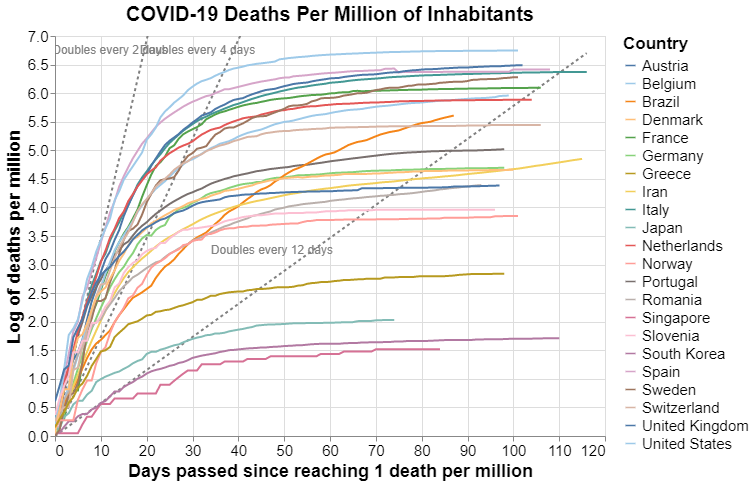 COVID-19 Deaths Per Million of Inhabitants
Doubles every 2 days
Doubles every 4 days
Doubles every 12 days
Log of deaths per million
7.0
6.5
6.0
5.5
5.0
4.5
4.0
3.5
3.0
2.5
2.0
1.5
1.0
0.5
0.0
0 10 20 30 40 50 60 70 80 90 100 110 120
Days passed since reaching 1 death per million
Country
Austria
Belgium
Brazil
Denmark
France
Germany
Greece
Iran
Italy
Japan
Netherlands
Norway
Portugal
Romania
Singapore
Slovenia
South Korea
Spain
Sweden
Switzerland
United Kingdom
United States